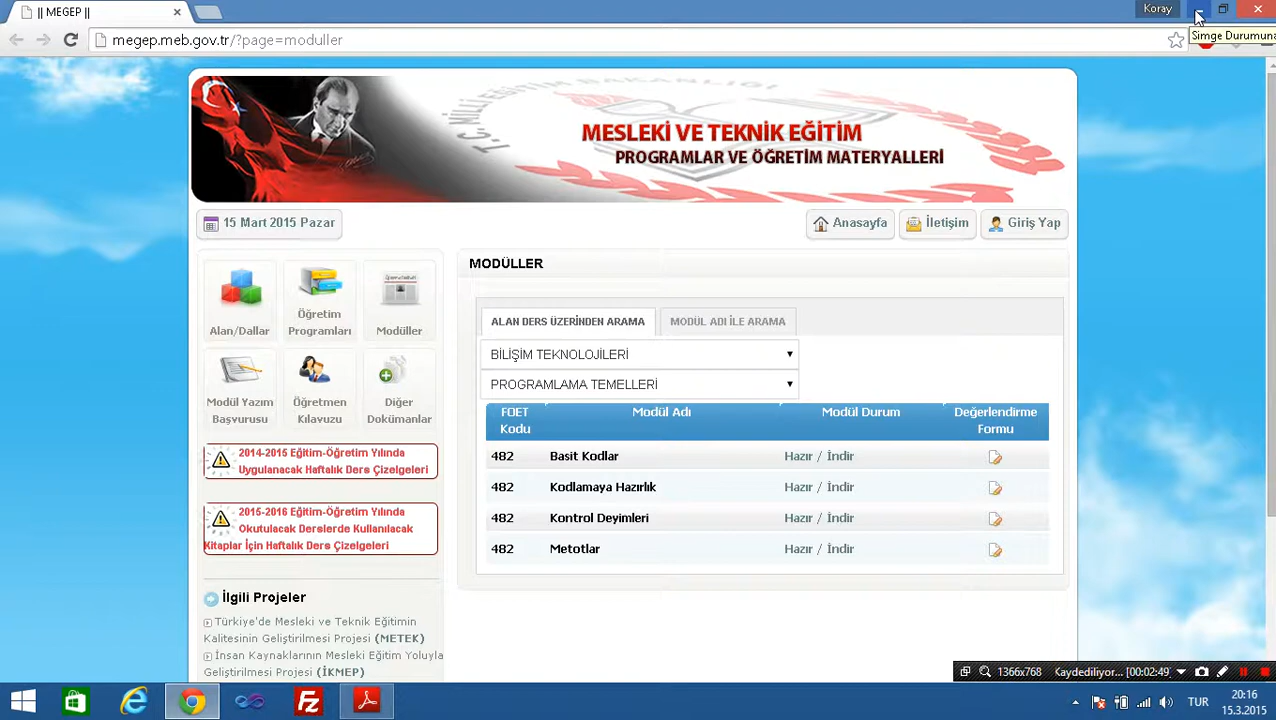 || MEGEP ||
Koray
megep.meb.gov.tr/?page=moduller
Simge Durumuna
MESLEKİ VE TEKNİK EĞİTİM
PROGRAMLAR VE ÖĞRETİM MATERYALLERİ
15 Mart 2015 Pazar
Anasayfa
İletişim
Giriş Yap
Alan/Dallar
Öğretim Programları
Modüller
Modül Yazım Başvurusu
Öğretmen Kılavuzu
Diğer Dokümanlar
2014-2015 Eğitim-Öğretim Yılında
Uygulanacak Haftalık Ders Çizelgeleri
2015-2016 Eğitim-Öğretim Yılında
Okutulacak Derslerde Kullanılacak
Kitaplar İçin Haftalık Ders Çizelgeleri
İlgili Projeler
Türkiye'de Mesleki ve Teknik Eğitimin
Kalitesinin Geliştirilmesi Projesi (METEK)
İnsan Kaynaklarının Mesleki Eğitim Yoluyla
Geliştirilmesi Projesi (İKMEP)
MODÜLLER
ALAN DERS ÜZERİNDEN ARAMA
MODÜL ADI İLE ARAMA
BİLİŞİM TEKNOLOJİLERİ
PROGRAMLAMA TEMELLERİ
FOET Kodu Modül Adı Modül Durum Değerlendirme Formu
482 Basit Kodlar Hazır / İndir
482 Kodlamaya Hazırlık Hazır / İndir
482 Kontrol Deyimleri Hazır / İndir
482 Metotlar Hazır / İndir
1366x768 Kaydediliyor... [00:02:49]
TUR
20:16
15.3.2015